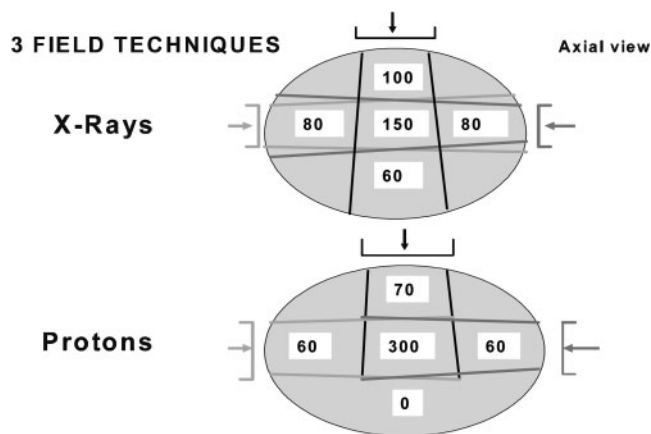 3 FIELD TECHNIQUES
Axial view
100
X-Rays
80 150 80
60
70
Protons
60 300 60
0